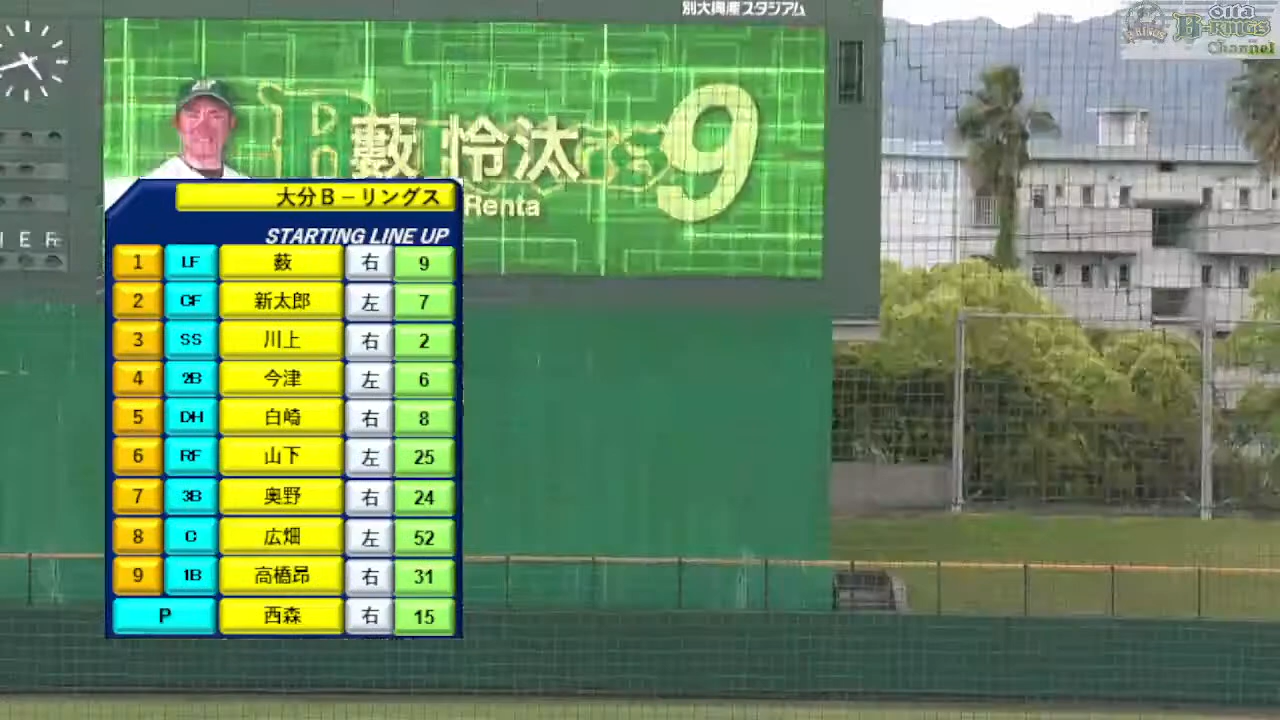 別大興産スタジアム
Oita
B-RINGS
Channel
藪 怜汰 9
Renta
大分B－リングス
STARTING LINE UP
1 LF 藪 右 9
2 CF 新太郎 左 7
3 SS 川上 右 2
4 2B 今津 左 6
5 DH 白崎 右 8
6 RF 山下 左 25
7 3B 奥野 右 24
8 C 広畑 左 52
9 1B 高橋昂 右 31
P 西森 右 15